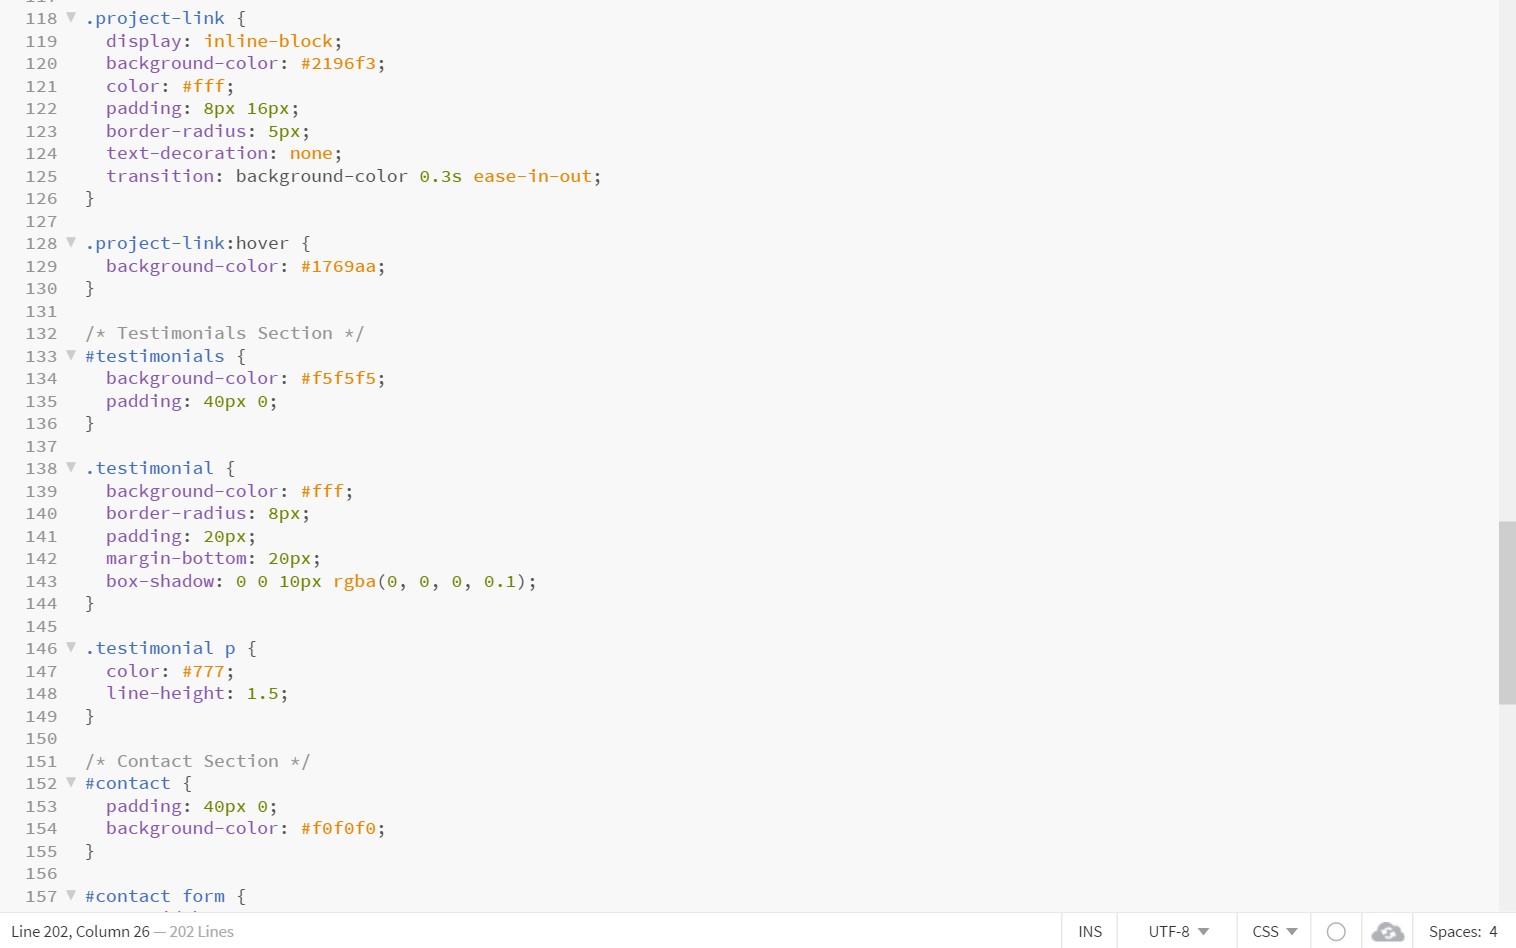 118 ▼ .project-link {
119 display: inline-block;
120 background-color: #2196f3;
121 color: #fff;
122 padding: 8px 16px;
123 border-radius: 5px;
124 text-decoration: none;
125 transition: background-color 0.3s ease-in-out;
126 }
127
128 ▼ .project-link:hover {
129 background-color: #1769aa;
130 }
131
132 /* Testimonials Section */
133 ▼ #testimonials {
134 background-color: #f5f5f5;
135 padding: 40px 0;
136 }
137
138 ▼ .testimonial {
139 background-color: #fff;
140 border-radius: 8px;
141 padding: 20px;
142 margin-bottom: 20px;
143 box-shadow: 0 0 10px rgba(0, 0, 0, 0.1);
144 }
145
146 ▼ .testimonial p {
147 color: #777;
148 line-height: 1.5;
149 }
150
151 /* Contact Section */
152 ▼ #contact {
153 padding: 40px 0;
154 background-color: #f0f0f0;
155 }
156
157 ▼ #contact form {
Line 202, Column 26 — 202 Lines INS UTF-8 ▼ CSS ▼ Spaces: 4